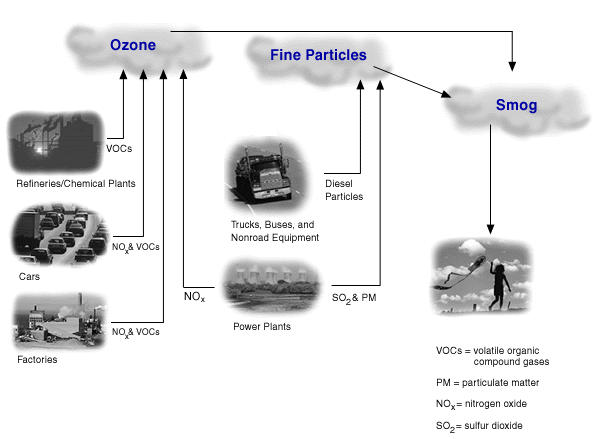 Ozone
Fine Particles
Smog
VOCs
Refineries/Chemical Plants
Diesel
Particles
Trucks, Buses, and
Nonroad Equipment
NOx& VOCs
Cars
NOx
SO2& PM
Power Plants
NOx& VOCs
Factories
VOCs = volatile organic
compound gases
PM = particulate matter
NOx= nitrogen oxide
SO2= sulfur dioxide